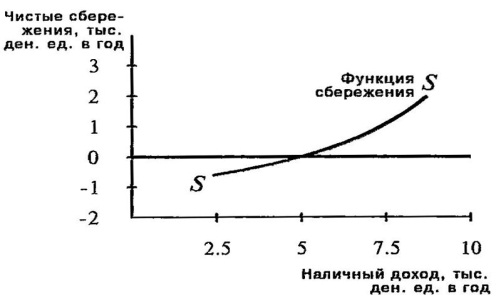 Чистые сбере-
жения, тыс.
ден. ед. в год
3
2
1
0
-1
-2
Функция
сбережения
S
S
2.5 5 7.5 10
Наличный доход, тыс.
ден. ед. в год